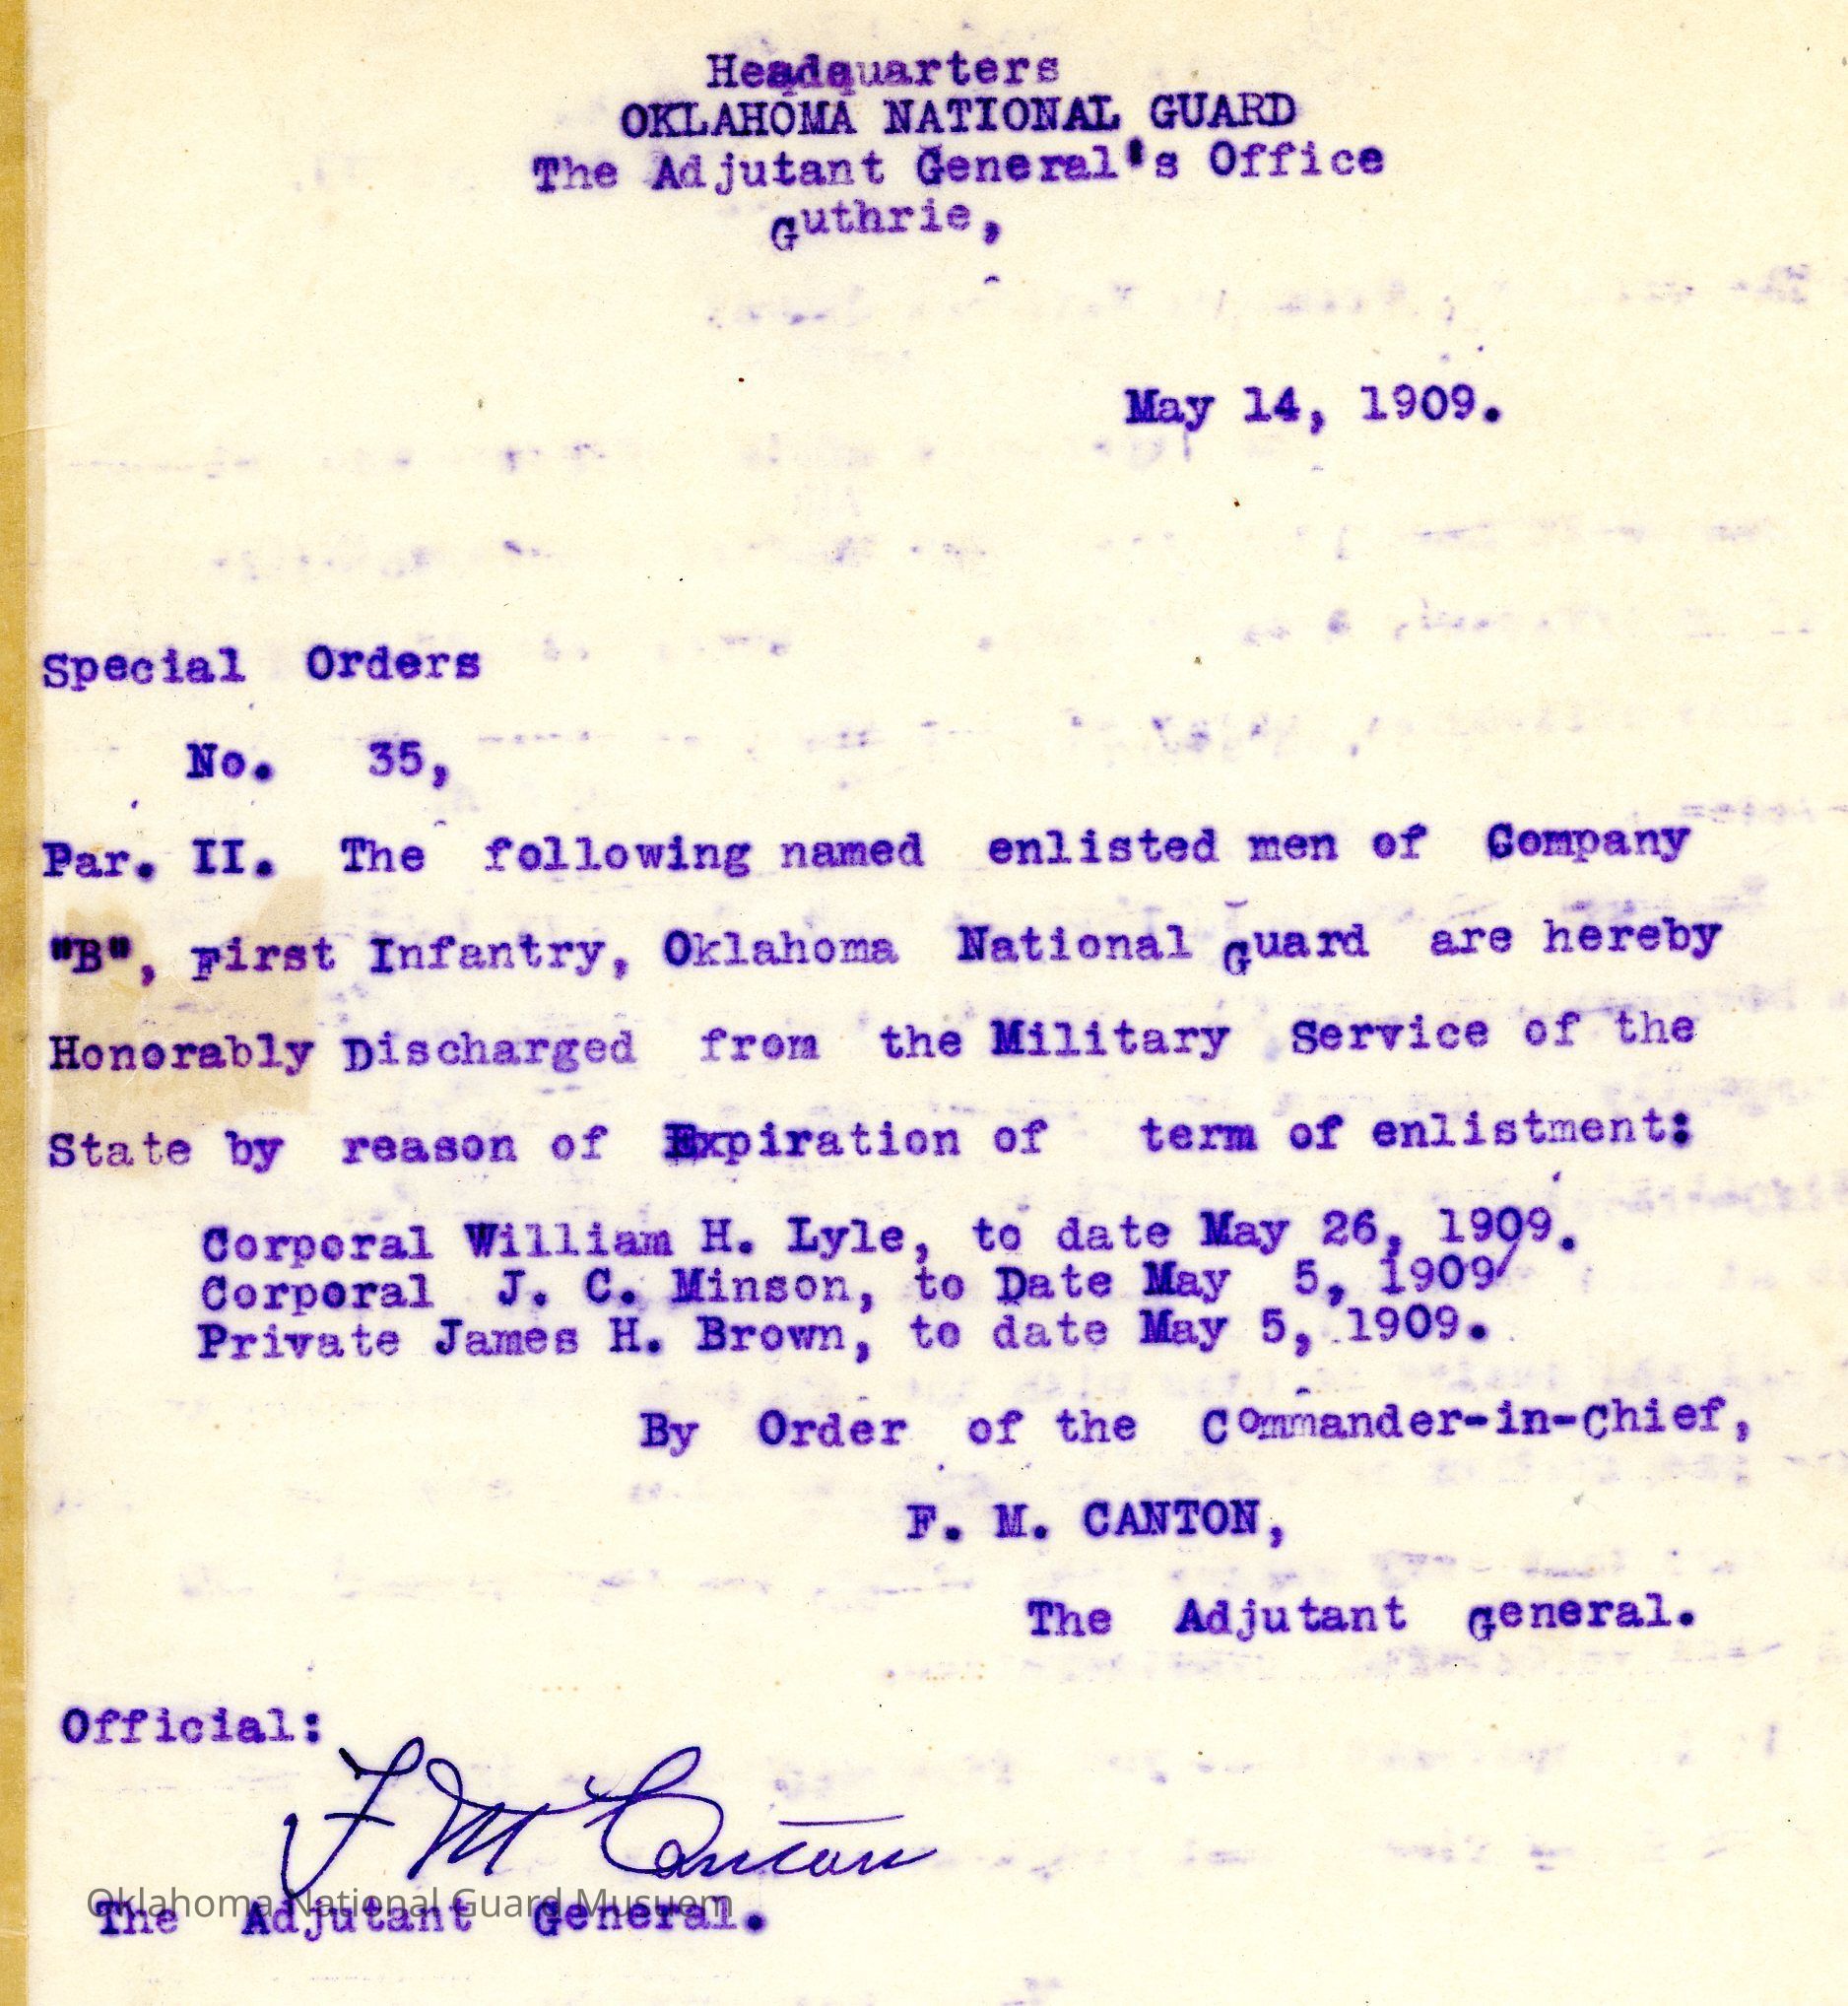 Headquarters
OKLAHOMA NATIONAL GUARD
The Adjutant General's Office
Guthrie,
May 14, 1909.
Special Orders
No. 35,
Par. II. The following named enlisted men of Company
"B", First Infantry, Oklahoma National Guard are hereby
Honorably Discharged from the Military Service of the
State by reason of Expiration of term of enlistment:
Corporal William H. Lyle, to date May 26, 1909.
Corporal J. C. Minson, to Date May 5, 1909/
Private James H. Brown, to date May 5, 1909.
By Order of the Commander-in-Chief,
F. M. CANTON,
The Adjutant General.
Official:
F M Canton
Oklahoma National Guard Musuem
The Adjutant General.